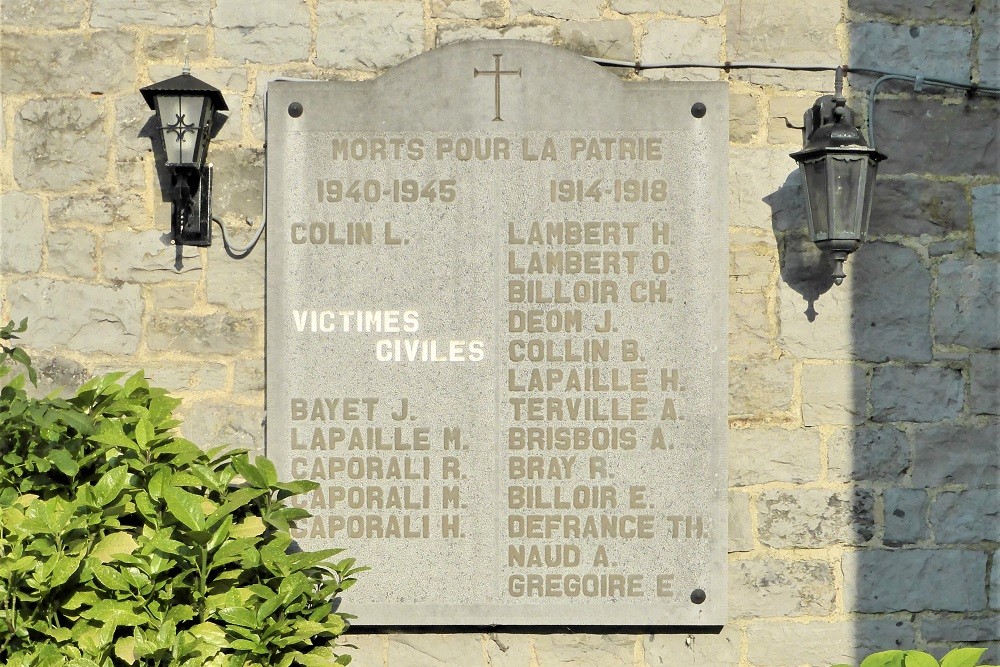 MORTS POUR LA PATRIE
1940-1945
COLIN L.
VICTIMES
CIVILES
BAYET J.
LAPAILLE M.
CAPORALI R.
CAPORALI M.
CAPORALI H.
1914-1918
LAMBERT H.
LAMBERT O.
BILLOIR CH.
DEOM J.
COLLIN B.
LAPAILLE H.
TERVILLE A.
BRISBOIS A.
BRAY R.
BILLOIR E.
DEFRANCE TH.
NAUD A.
GREGOIRE E.